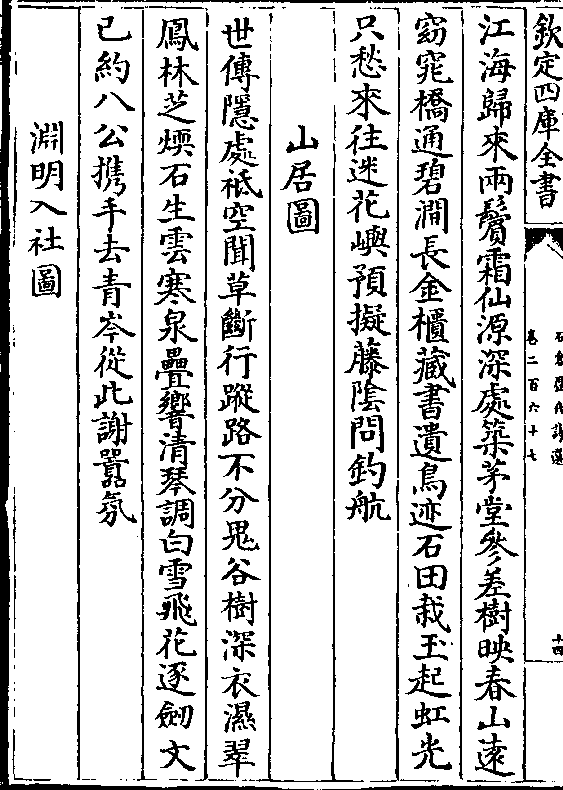 欽定四庫全書
石倉歷代詩選
卷二百六十七
十四
江海歸來兩鬢霜仙源深處築茅堂參差樹映春山遠
窈窕橋通碧澗長金櫃藏書遺鳥迹石田栽玉起虹光
只愁來往迷花嶼預擬藤陰問釣航
山居圖
世傳隱處祗空聞草斷行蹤路不分鬼谷樹深衣濕翠
鳳林芝煗石生雲寒泉疊響清琴調白雪飛花逐劒文
已約八公携手去青岑從此謝嚻氛
淵明入社圖